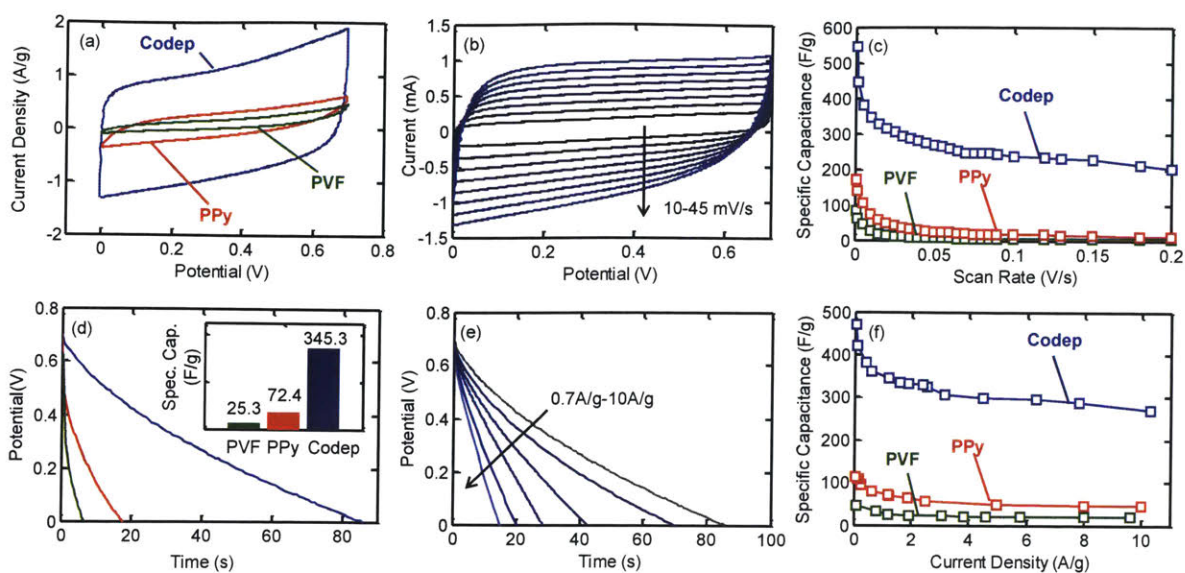 (a)
Codep
PVF
PPy
Current Density (A/g)
2
1
0
-1
-2
0
0.2
0.4
0.6
0.8
Potential (V)
(b)
10-45 mV/s
Current (mA)
1.5
1.0
0.5
0
-0.5
-1.0
-1.5
0
0.2
0.4
0.6
Potential (V)
(c)
Codep
PVF
PPy
Specific Capacitance (F/g)
600
500
400
300
200
100
0
0
0.05
0.1
0.15
0.2
Scan Rate (V/s)
(d)
Spec. Cap.
(F/g)
25.3
72.4
345.3
PVF
PPy
Codep
Potential(V)
0.8
0.6
0.4
0.2
0
0
20
40
60
80
Time (s)
(e)
0.7A/g-10A/g
Potential (V)
0.8
0.6
0.4
0.2
0
0
20
40
60
80
100
Time (s)
(f)
Codep
PVF
PPy
Specific Capacitance (F/g)
500
400
300
200
100
0
0
2
4
6
8
10
Current Density (A/g)